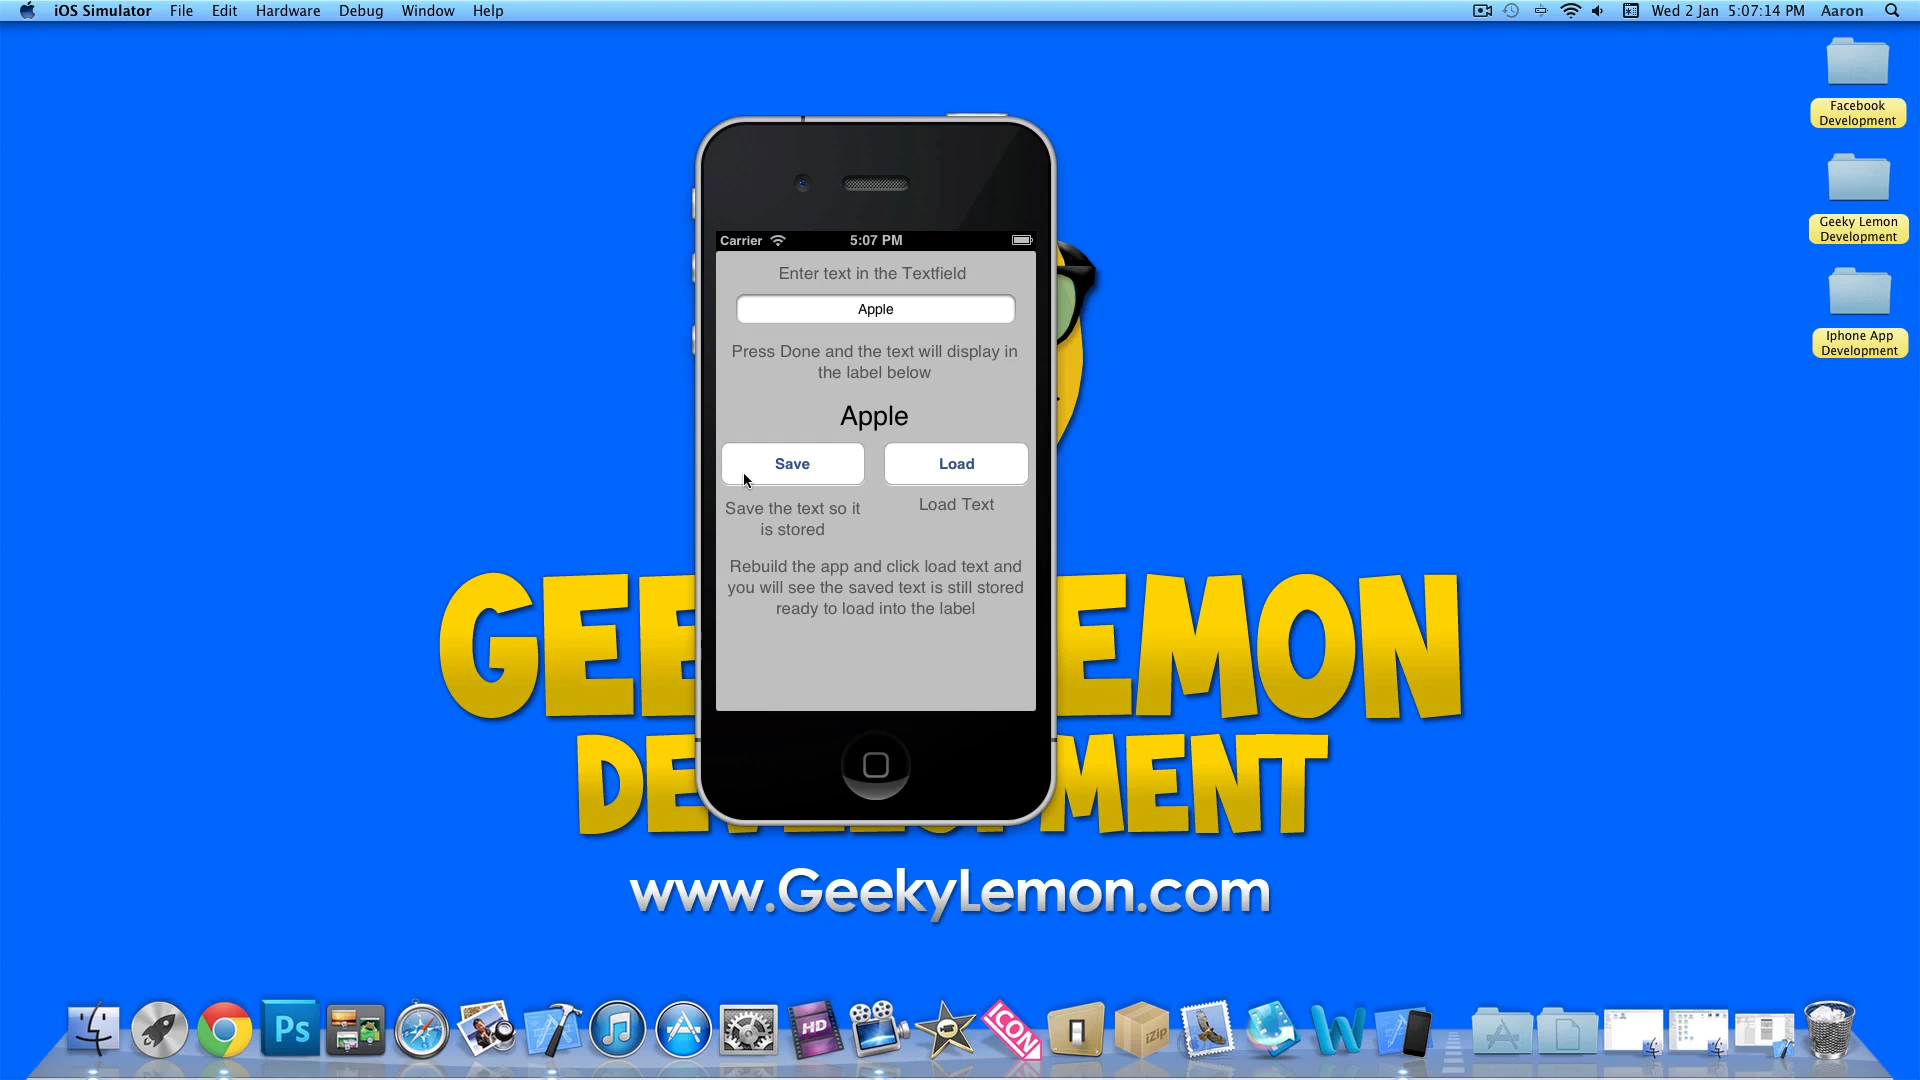 iOS Simulator File Edit Hardware Debug Window Help Wed 2 Jan 5:07:14 PM Aaron
Facebook
Development
Geeky Lemon
Development
Iphone App
Development
Carrier 5:07 PM
Enter text in the Textfield
Apple
Press Done and the text will display in
the label below
Apple
Save Load
Save the text so it
is stored
Load Text
Rebuild the app and click load text and
you will see the saved text is still stored
ready to load into the label
GEE EMON
DE MENT
www.GeekyLemon.com
Ps
HD
ICON
iZip
W